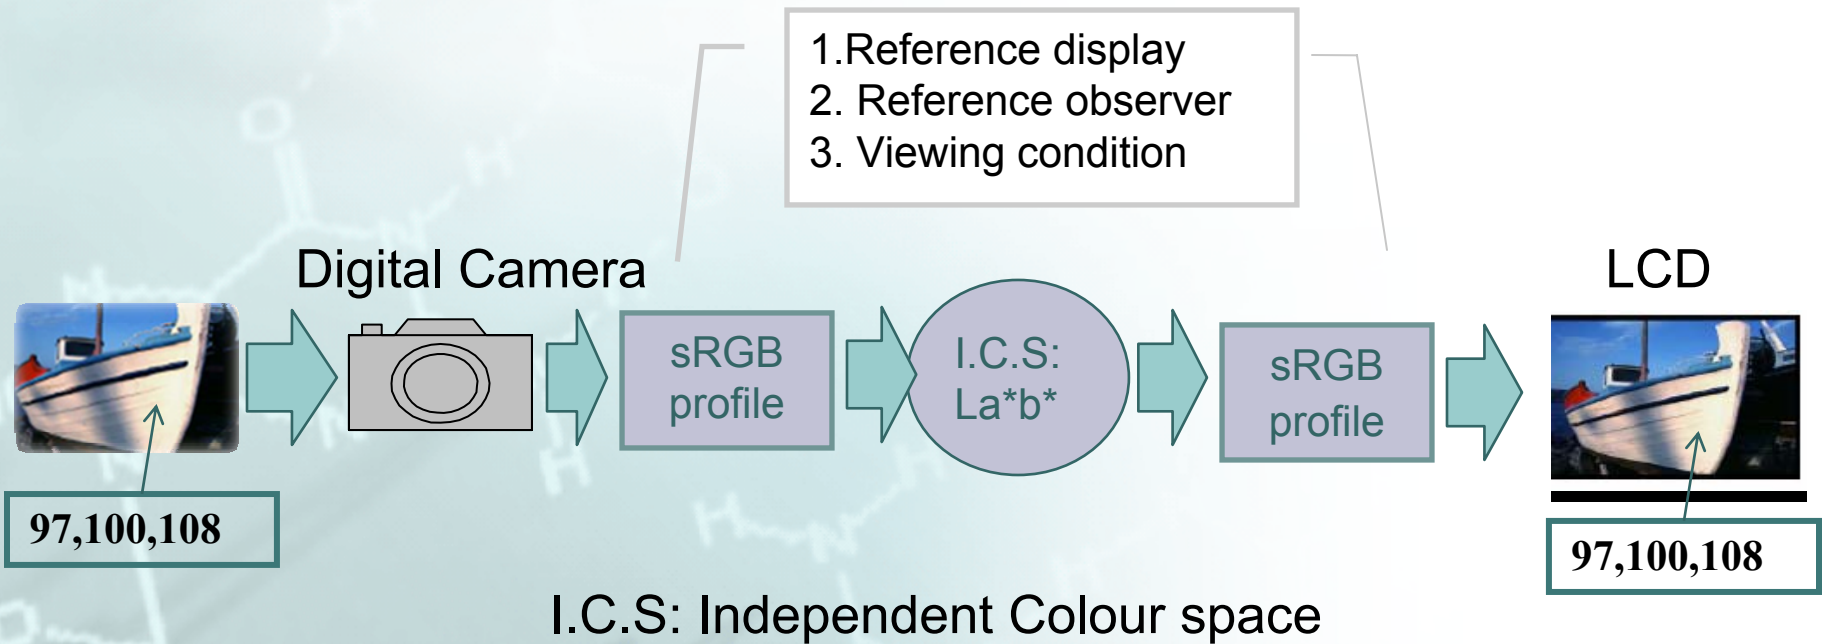 1.Reference display
2. Reference observer
3. Viewing condition
Digital Camera
LCD
sRGB
profile
I.C.S:
La*b*
sRGB
profile
97,100,108
97,100,108
I.C.S: Independent Colour space